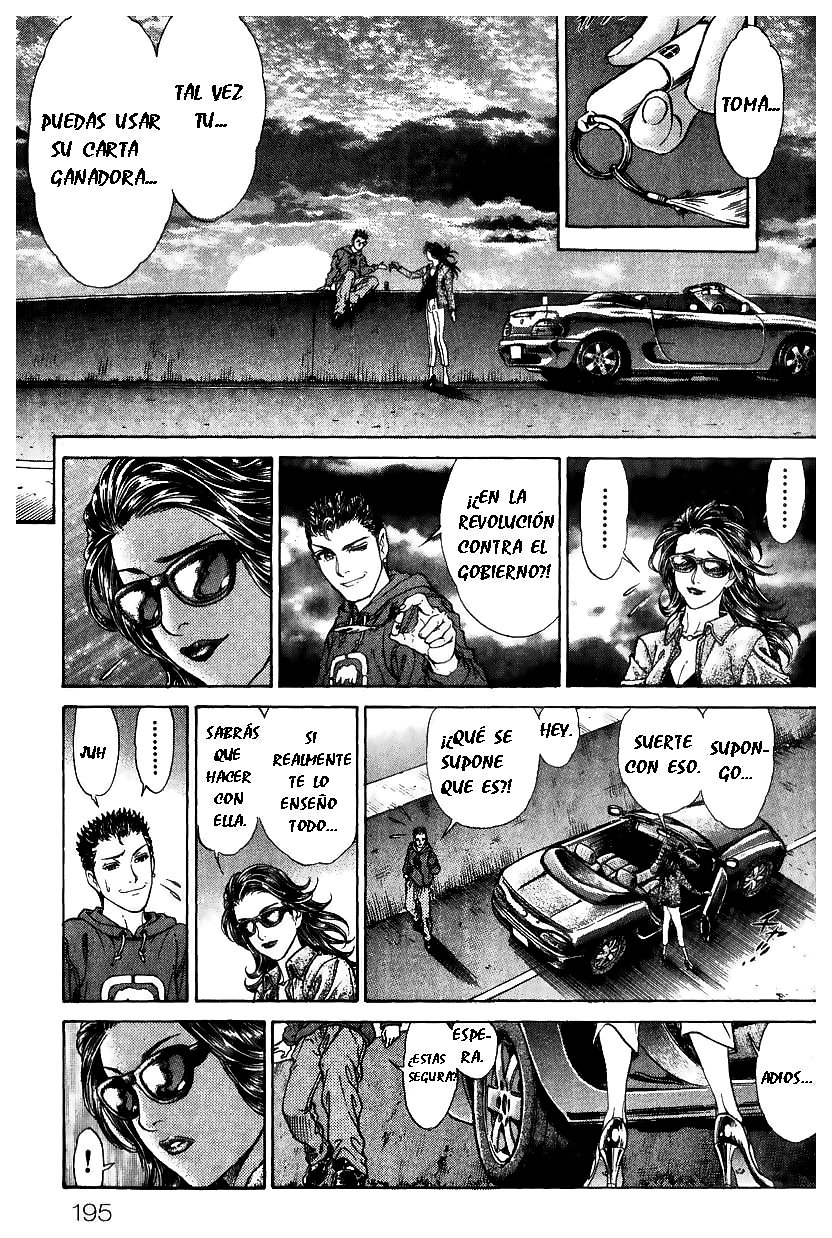 TOMA...
TAL VEZ
TU...
PUEDAS USAR
SU CARTA
GANADORA...
.......
.......
¡¿EN LA
REVOLUCIÓN
CONTRA EL
GOBIERNO?!
SUPON-
GO...
SUERTE
CON ESO.
HEY.
¡¿QUÉ SE
SUPONE
QUE ES?!
SI
REALMENTE
TE LO
ENSEÑO
TODO...
SABRÁS
QUE
HACER
CON
ELLA.
.......
JUH
ADIOS...
ESPE-
RA.
¿ESTAS
SEGURA?
!
195